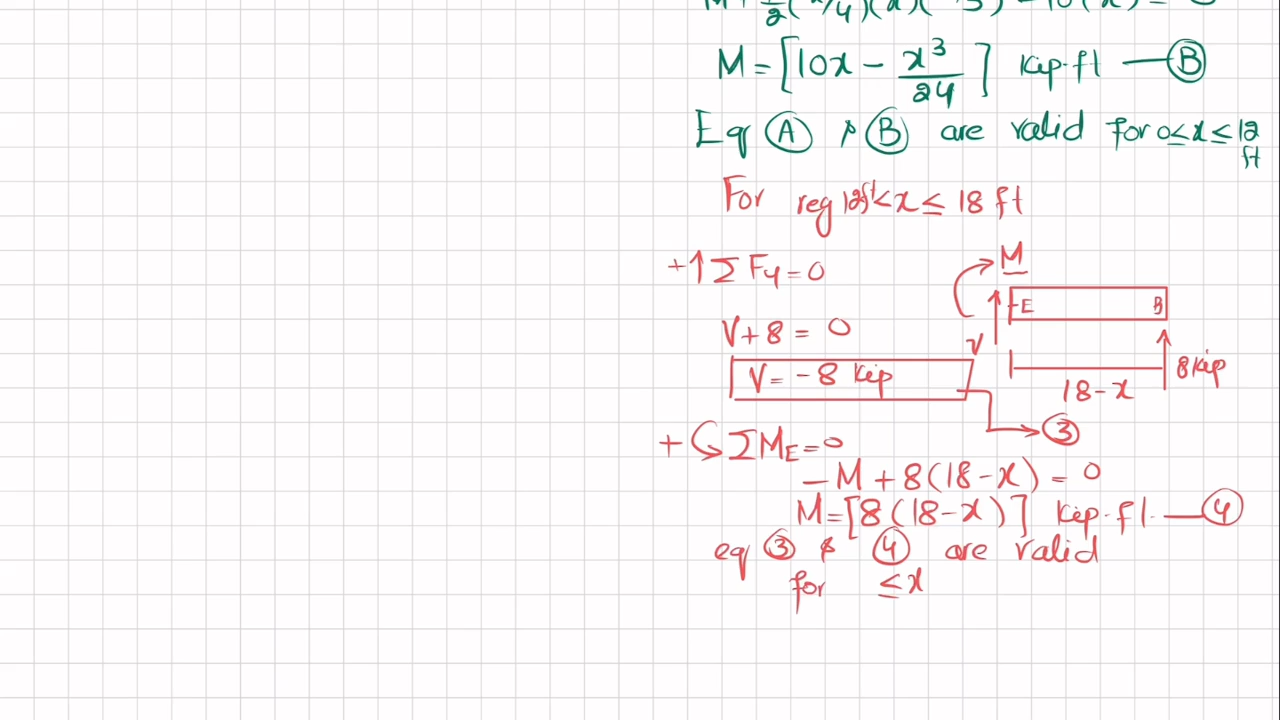 M = [10x - x³/24] kip·ft — B
Eq A & B are valid for 0≤x≤12 ft
For reg 12ft<x≤ 18 ft
+↑ΣFy=0
M
E B
V+8 = 0
V
8 kip
V= -8 kip
18-x
3
+ ΣM_E=0
-M + 8(18-x) = 0
M=[8(18-x)] kip·ft. — 4
eq 3 & 4 are valid
for ≤x